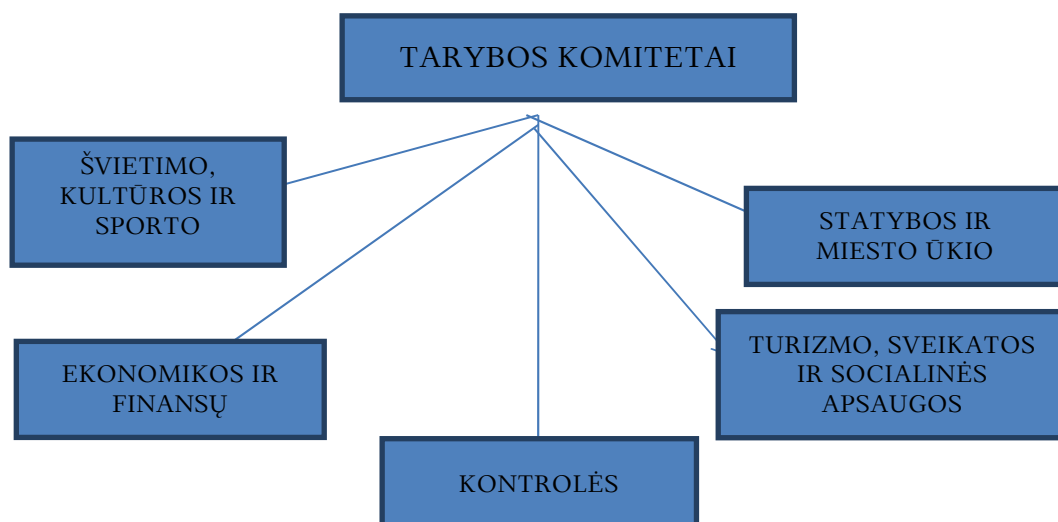 TARYBOS KOMITETAI
ŠVIETIMO,
KULTŪROS IR
SPORTO
STATYBOS IR
MIESTO ŪKIO
EKONOMIKOS IR
FINANSŲ
TURIZMO, SVEIKATOS
IR SOCIALINĖS
APSAUGOS
KONTROLĖS